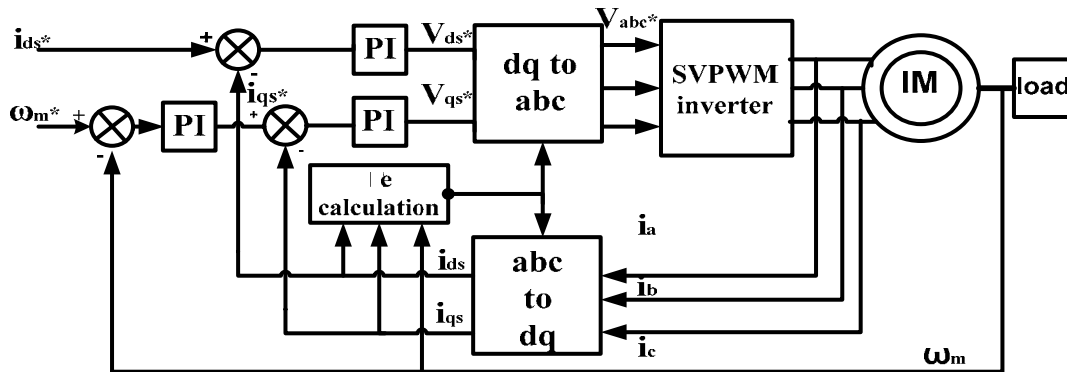 ids*
+
-
PI
Vds*
dq to
abc
Vabc*
SVPWM
inverter
IM
load
ωm*
+
-
PI
iqs*
+
-
PI
Vqs*
e
calculation
ids
iqs
abc
to
dq
ia
ib
ic
ωm